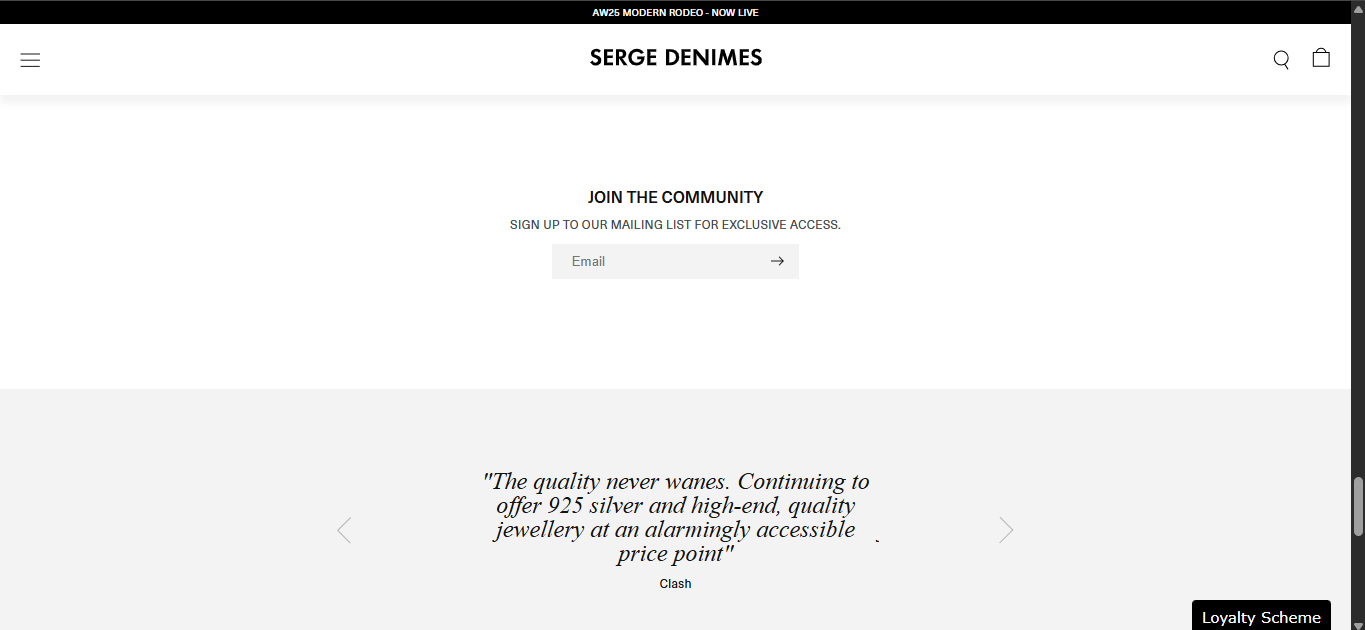 AW25 MODERN RODEO - NOW LIVE
SERGE DENIMES
JOIN THE COMMUNITY
SIGN UP TO OUR MAILING LIST FOR EXCLUSIVE ACCESS.
Email
"The quality never wanes. Continuing to
offer 925 silver and high-end, quality
jewellery at an alarmingly accessible
price point"
Clash
Loyalty Scheme